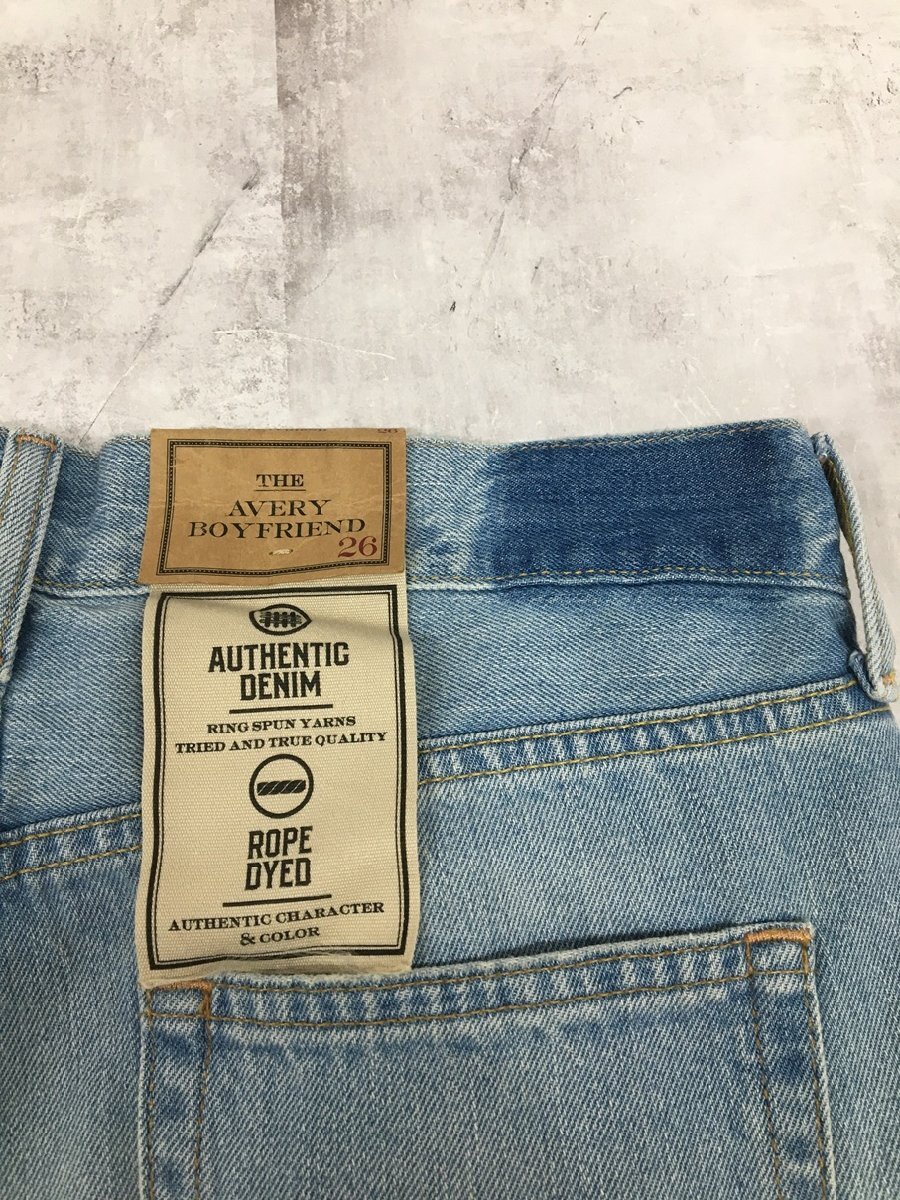 THE
AVERY
BOYFRIEND
26
AUTHENTIC
DENIM
RING SPUN YARNS
TRIED AND TRUE QUALITY
ROPE
DYED
AUTHENTIC CHARACTER
& COLOR